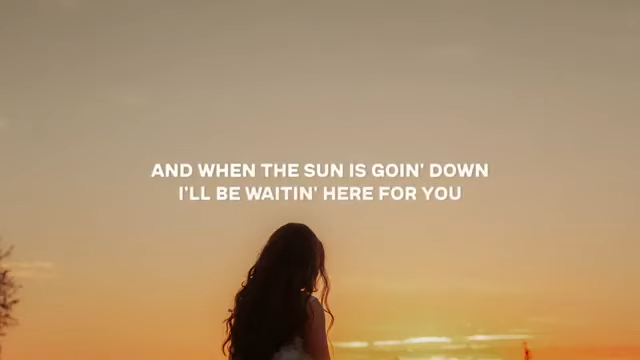 AND WHEN THE SUN IS GOIN' DOWN
I'LL BE WAITIN' HERE FOR YOU